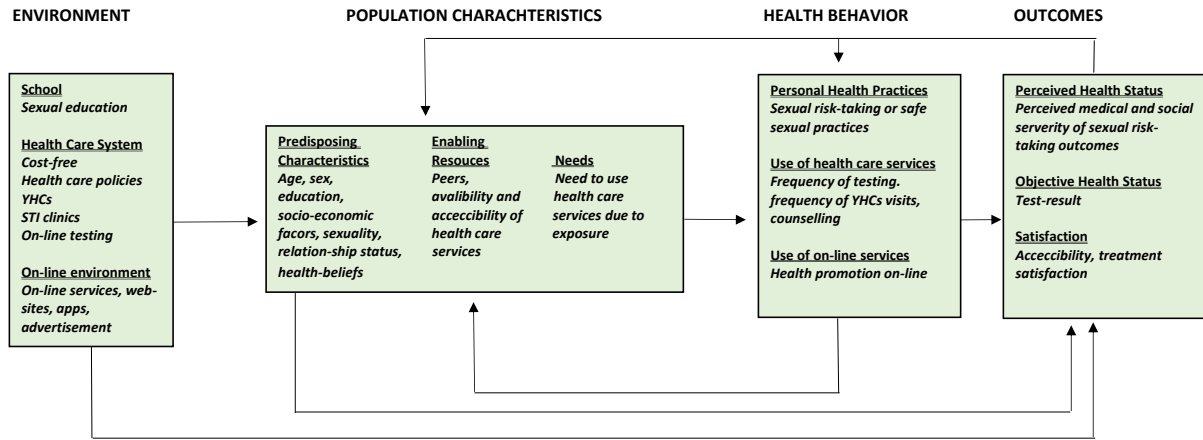 ENVIRONMENT
POPULATION CHARACHTERISTICS
HEALTH BEHAVIOR
OUTCOMES
School
Sexual education
Health Care System
Cost-free
Health care policies
YHCs
STI clinics
On-line testing
On-line environment
On-line services, web-
sites, apps,
advertisement
Predisposing
Characteristics
Age, sex,
education,
socio-economic
facors, sexuality,
relation-ship status,
health-beliefs
Enabling
Resouces
Peers,
avalibility and
acceccibility of
health care
services
Needs
Need to use
health care
services due to
exposure
Personal Health Practices
Sexual risk-taking or safe
sexual practices
Use of health care services
Frequency of testing.
frequency of YHCs visits,
counselling
Use of on-line services
Health promotion on-line
Perceived Health Status
Perceived medical and social
serverity of sexual risk-
taking outcomes
Objective Health Status
Test-result
Satisfaction
Acceccibility, treatment
satisfaction